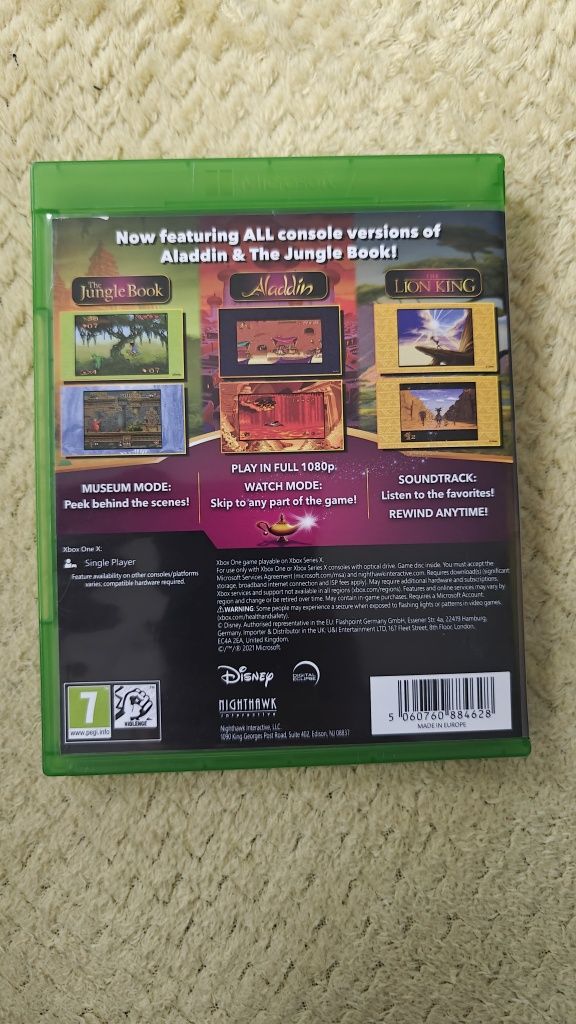 Now featuring ALL console versions of
Aladdin & The Jungle Book!
The
Jungle Book
Aladdin
THE
LION KING
PLAY IN FULL 1080p
MUSEUM MODE:
Peek behind the scenes!
WATCH MODE:
Skip to any part of the game!
SOUNDTRACK:
Listen to the favorites!
REWIND ANYTIME!
Xbox One X:
Single Player
Feature availability on other consoles/platforms
varies; compatible hardware required.
Xbox One game playable on Xbox Series X.
For use only with Xbox One or Xbox Series X consoles with optical drive. Game disc inside. You must accept the
Microsoft Services Agreement (microsoft.com/msa) and nighthawkinteractive.com. Requires download(s) (significant
storage, broadband internet connection and ISP fees apply). May require additional hardware and subscriptions.
Xbox services and support not available in all regions (xbox.com/regions). Features and online services may vary by
region and change or be retired over time. May contain in-game purchases. Requires a Microsoft Account.
⚠WARNING: Some people may experience a seizure when exposed to flashing lights or patterns in video games.
(xbox.com/healthandsafety).
© Disney. Authorised representative in the EU: Flashpoint Germany GmbH, Essener Str. 4a, 22419 Hamburg,
Germany, Importer & Distributor in the UK: U&I Entertainment LTD, 167 Fleet Street, 8th Floor, London,
EC4A 2EA, United Kingdom.
©/™/® 2021 Microsoft.
Disney
DIGITAL
ECLIPSE
NIGHTHAWK
interactive
Nighthawk Interactive, LLC.
1090 King Georges Post Road, Suite 402, Edison, NJ 08837
7
www.pegi.info
VIOLENCE
5 060760 884628
MADE IN EUROPE